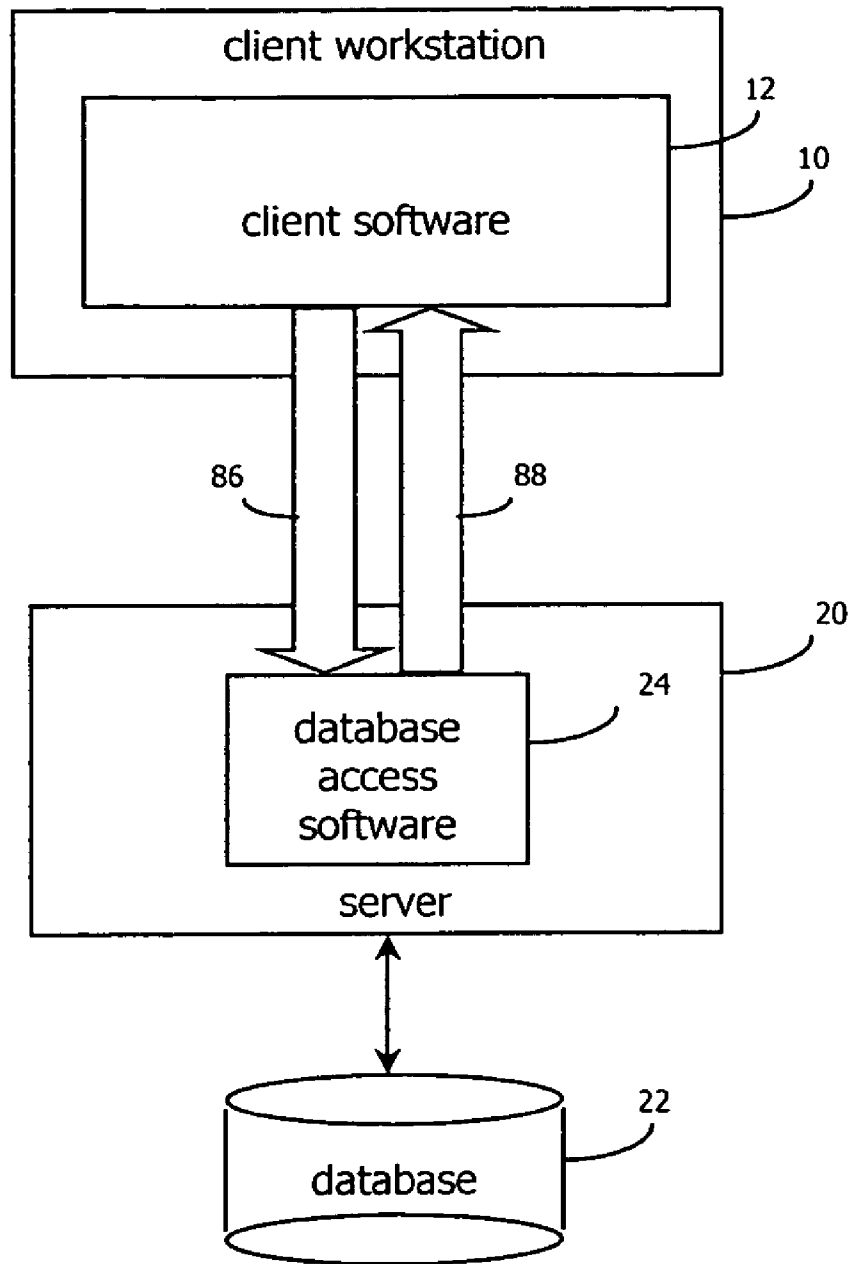 client workstation
12
10
client software
86
88
20
24
database
access
software
server
22
database